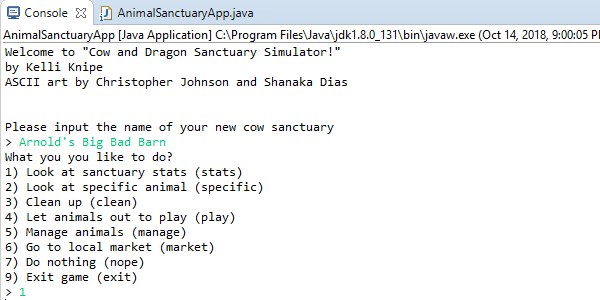 Console AnimalSanctuaryApp.java
AnimalSanctuaryApp [Java Application] C:\Program Files\Java\jdk1.8.0_131\bin\javaw.exe (Oct 14, 2018, 9:00:05 P
Welcome to "Cow and Dragon Sanctuary Simulator!"
by Kelli Knipe
ASCII art by Christopher Johnson and Shanaka Dias
Please input the name of your new cow sanctuary
> Arnold's Big Bad Barn
What you you like to do?
1) Look at sanctuary stats (stats)
2) Look at specific animal (specific)
3) Clean up (clean)
4) Let animals out to play (play)
5) Manage animals (manage)
6) Go to local market (market)
7) Do nothing (nope)
9) Exit game (exit)
> 1